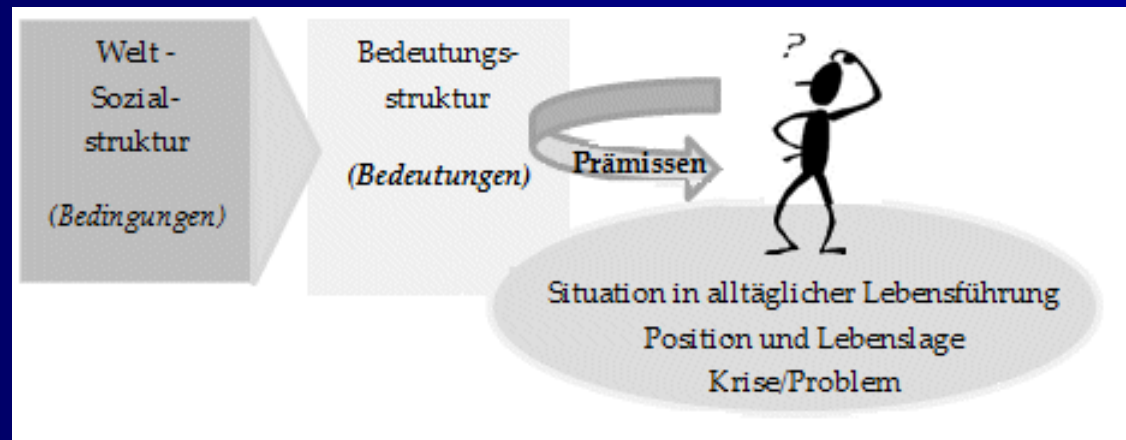 Welt -
Sozial-
struktur
(Bedingungen)
Bedeutungs-
struktur
(Bedeutungen)
Prämissen
?
Situation in alltäglicher Lebensführung
Position und Lebenslage
Krise/Problem